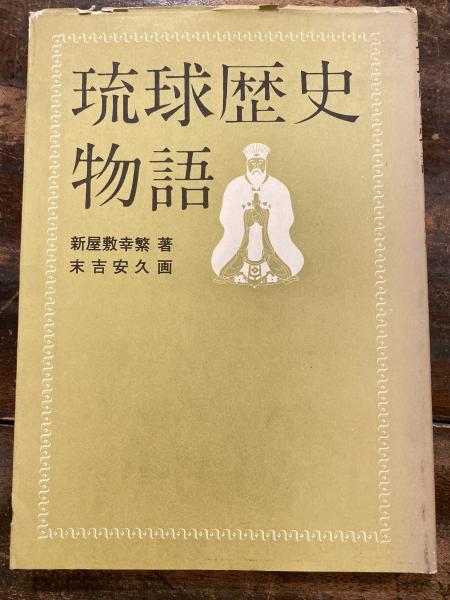 琉球歴史
物語
新屋敷幸繁 著
末吉安久 画